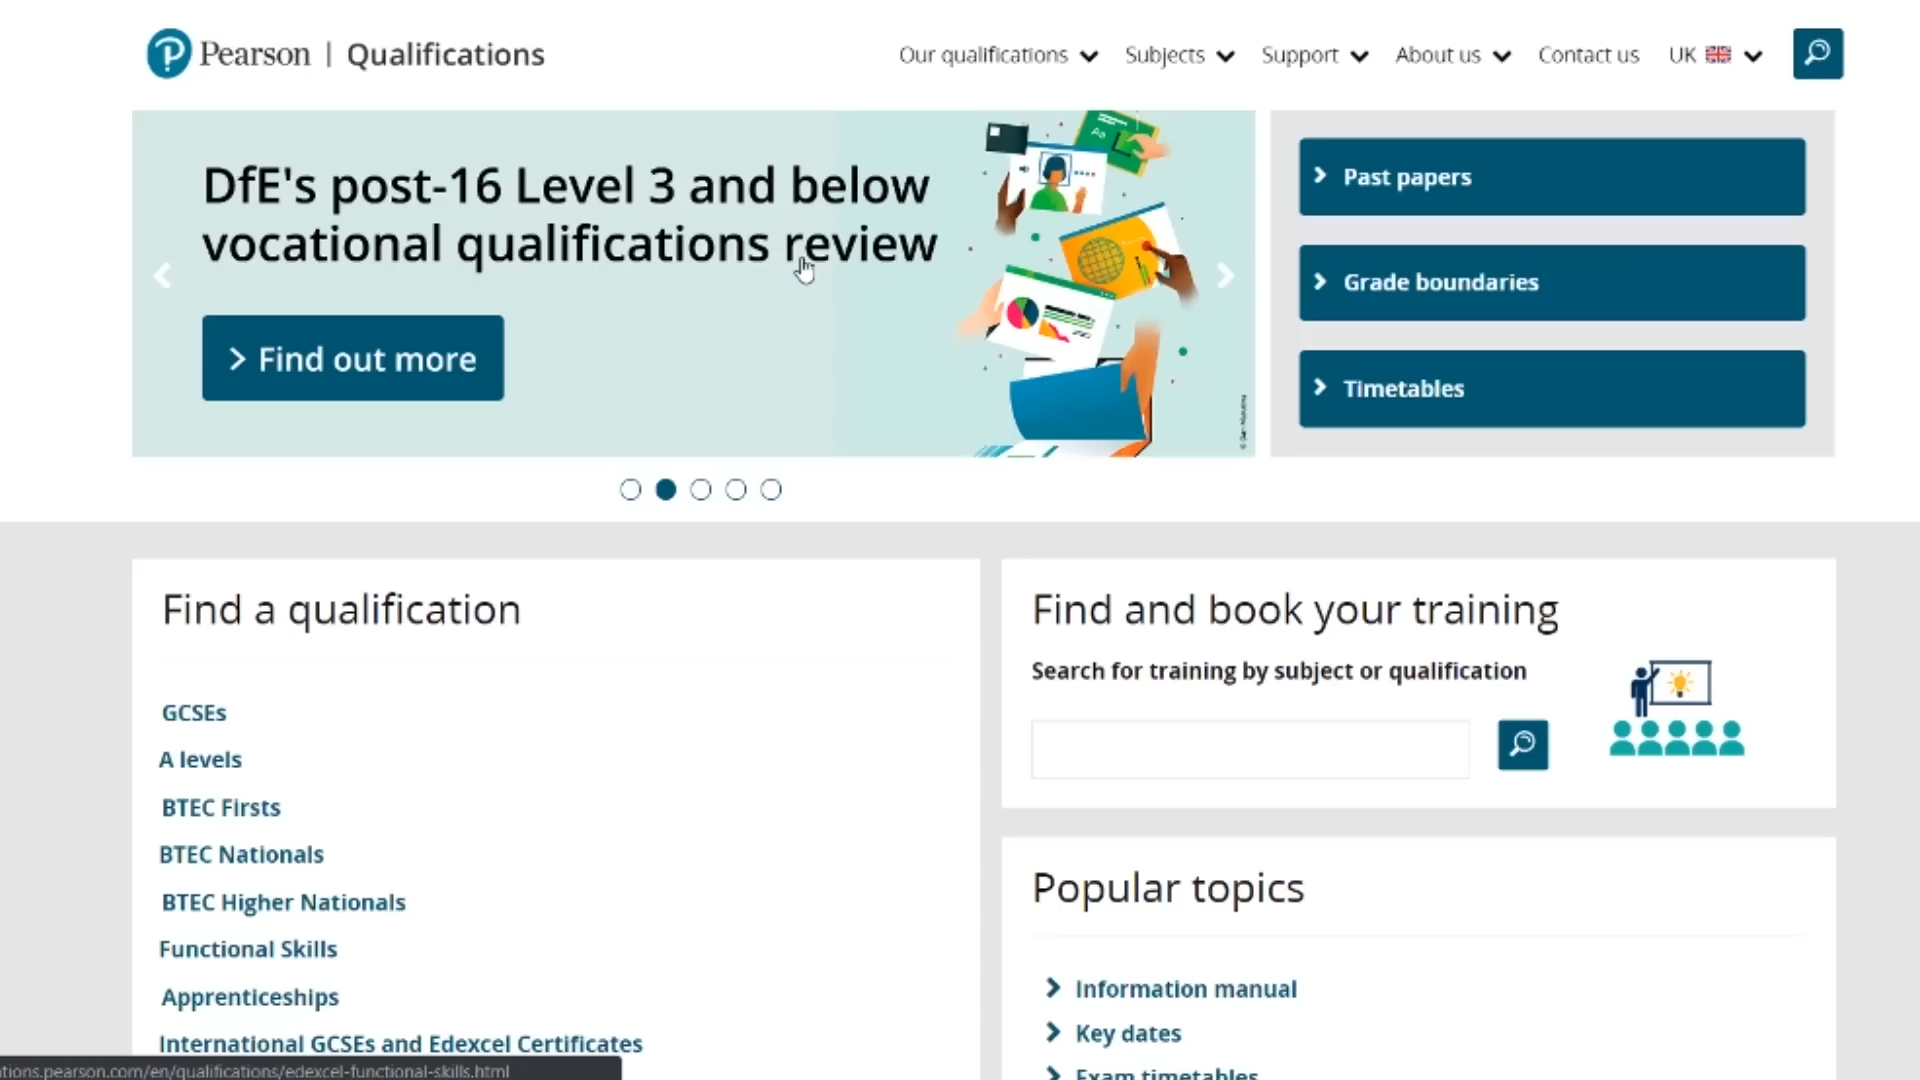 Pearson | Qualifications
Our qualifications
Subjects
Support
About us
Contact us
UK
DfE's post-16 Level 3 and below
vocational qualifications review
Find out more
Past papers
Grade boundaries
Timetables
Find a qualification
GCSEs
A levels
BTEC Firsts
BTEC Nationals
BTEC Higher Nationals
Functional Skills
Apprenticeships
International GCSEs and Edexcel Certificates
Find and book your training
Search for training by subject or qualification
Popular topics
Information manual
Key dates
Exam timetables
tions.pearson.com/en/qualifications/edexcel-functional-skills.html